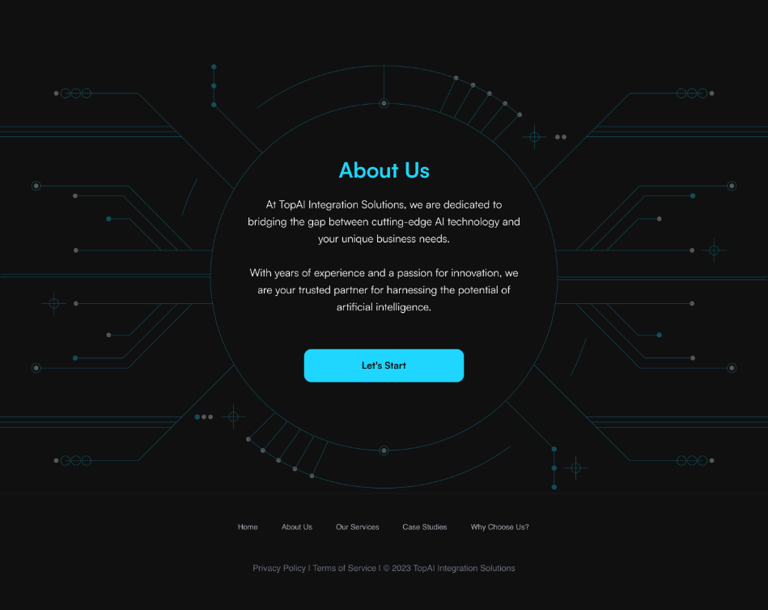 About Us
At TopAI Integration Solutions, we are dedicated to
bridging the gap between cutting-edge AI technology and
your unique business needs.
With years of experience and a passion for innovation, we
are your trusted partner for harnessing the potential of
artificial intelligence.
Let's Start
Home About Us Our Services Case Studies Why Choose Us?
Privacy Policy | Terms of Service | © 2023 TopAI Integration Solutions